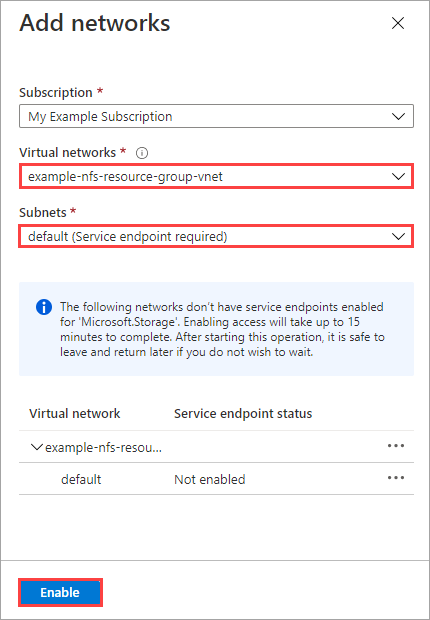 Add networks
Subscription *
My Example Subscription
Virtual networks *
example-nfs-resource-group-vnet
Subnets *
default (Service endpoint required)
The following networks don't have service endpoints enabled
for 'Microsoft.Storage'. Enabling access will take up to 15
minutes to complete. After starting this operation, it is safe to
leave and return later if you do not wish to wait.
Virtual network Service endpoint status
example-nfs-resou...
default Not enabled
Enable